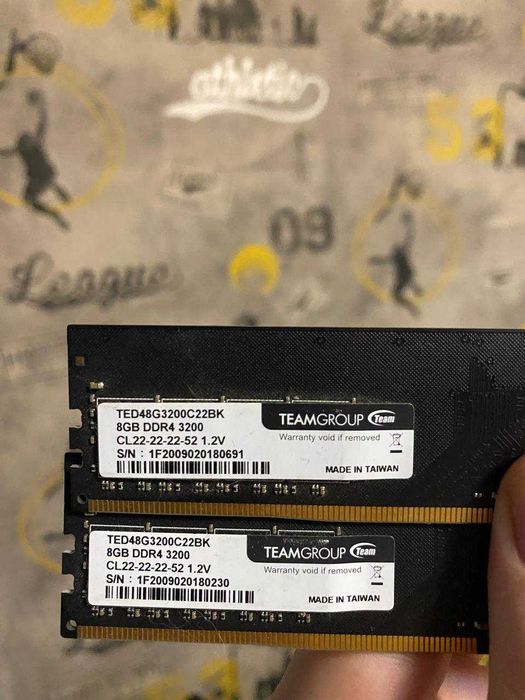 League
athletic
53
09
League
TED48G3200C22BK
8GB DDR4 3200
CL22-22-22-52 1.2V
S/N : 1F2009020180691
TEAMGROUP Team
Warranty void if removed
MADE IN TAIWAN
TED48G3200C22BK
8GB DDR4 3200
CL22-22-22-52 1.2V
S/N : 1F2009020180230
TEAMGROUP Team
Warranty void if removed
MADE IN TAIWAN